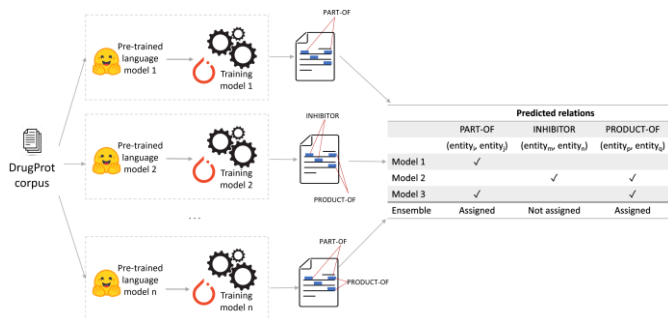 PART-OF
Pre-trained
language
model 1
Training
model 1
DrugProt
corpus
INHIBITOR
Pre-trained
language
model 2
Training
model 2
PRODUCT-OF
...
PART-OF
Pre-trained
language
model n
Training
model n
PRODUCT-OF
Predicted relations
PART-OF INHIBITOR PRODUCT-OF
(entityᵢ, entityⱼ) (entityₘ, entityₙ) (entityₚ, entity_q)
Model 1 ✓
Model 2 ✓ ✓
Model 3 ✓ ✓
Ensemble Assigned Not assigned Assigned